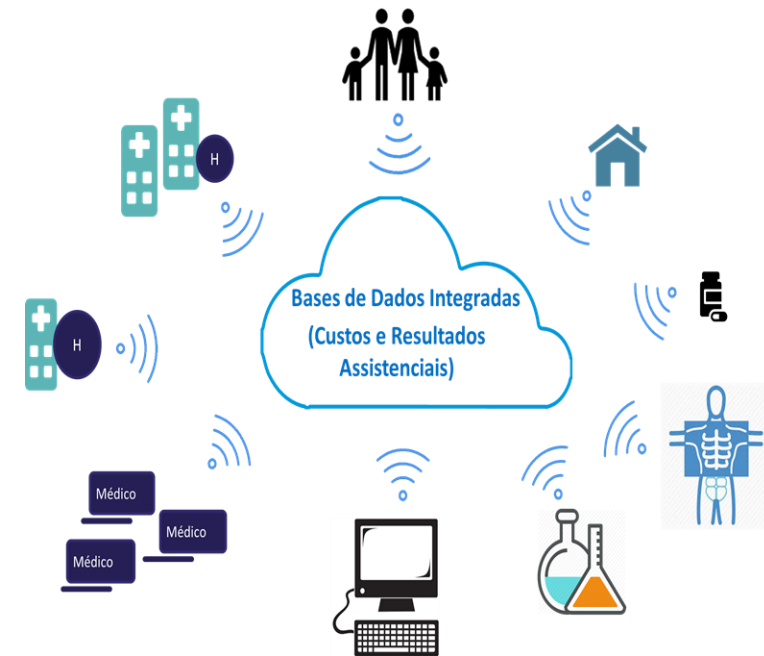 H
Bases de Dados Integradas
(Custos e Resultados
Assistenciais)
H
Médico
Médico
Médico